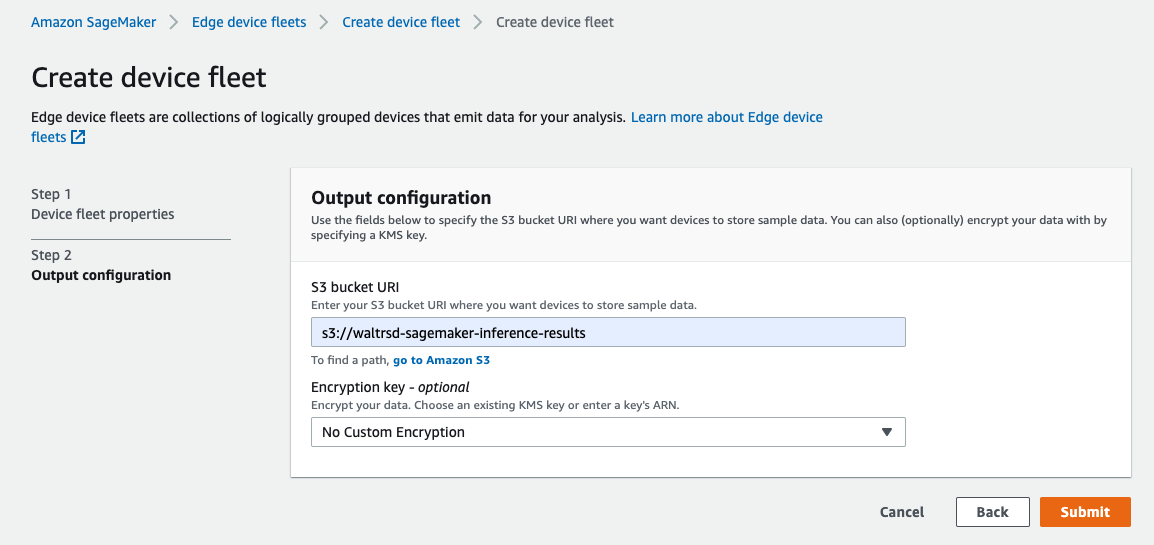 Amazon SageMaker > Edge device fleets > Create device fleet > Create device fleet
Create device fleet
Edge device fleets are collections of logically grouped devices that emit data for your analysis. Learn more about Edge device
fleets
Step 1
Device fleet properties
Step 2
Output configuration
Output configuration
Use the fields below to specify the S3 bucket URI where you want devices to store sample data. You can also (optionally) encrypt your data with by
specifying a KMS key.
S3 bucket URI
Enter your S3 bucket URI where you want devices to store sample data.
s3://waltrsd-sagemaker-inference-results
To find a path, go to Amazon S3
Encryption key - optional
Encrypt your data. Choose an existing KMS key or enter a key's ARN.
No Custom Encryption
Cancel Back Submit